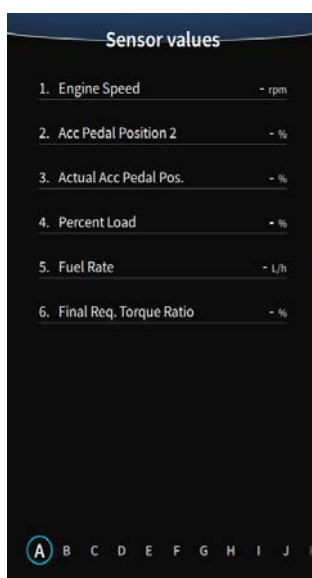 Sensor values
1. Engine Speed - rpm
2. Acc Pedal Position 2 - %
3. Actual Acc Pedal Pos. - %
4. Percent Load - %
5. Fuel Rate - L/h
6. Final Req. Torque Ratio - %
A B C D E F G H I J